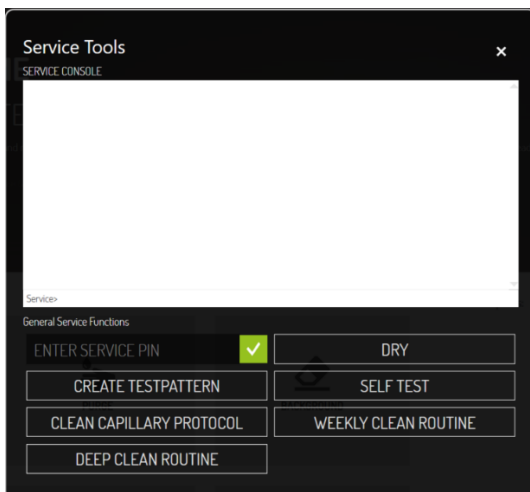 Service Tools
×
SERVICE CONSOLE
Service>
General Service Functions
ENTER SERVICE PIN
DRY
CREATE TESTPATTERN
SELF TEST
CLEAN CAPILLARY PROTOCOL
WEEKLY CLEAN ROUTINE
DEEP CLEAN ROUTINE